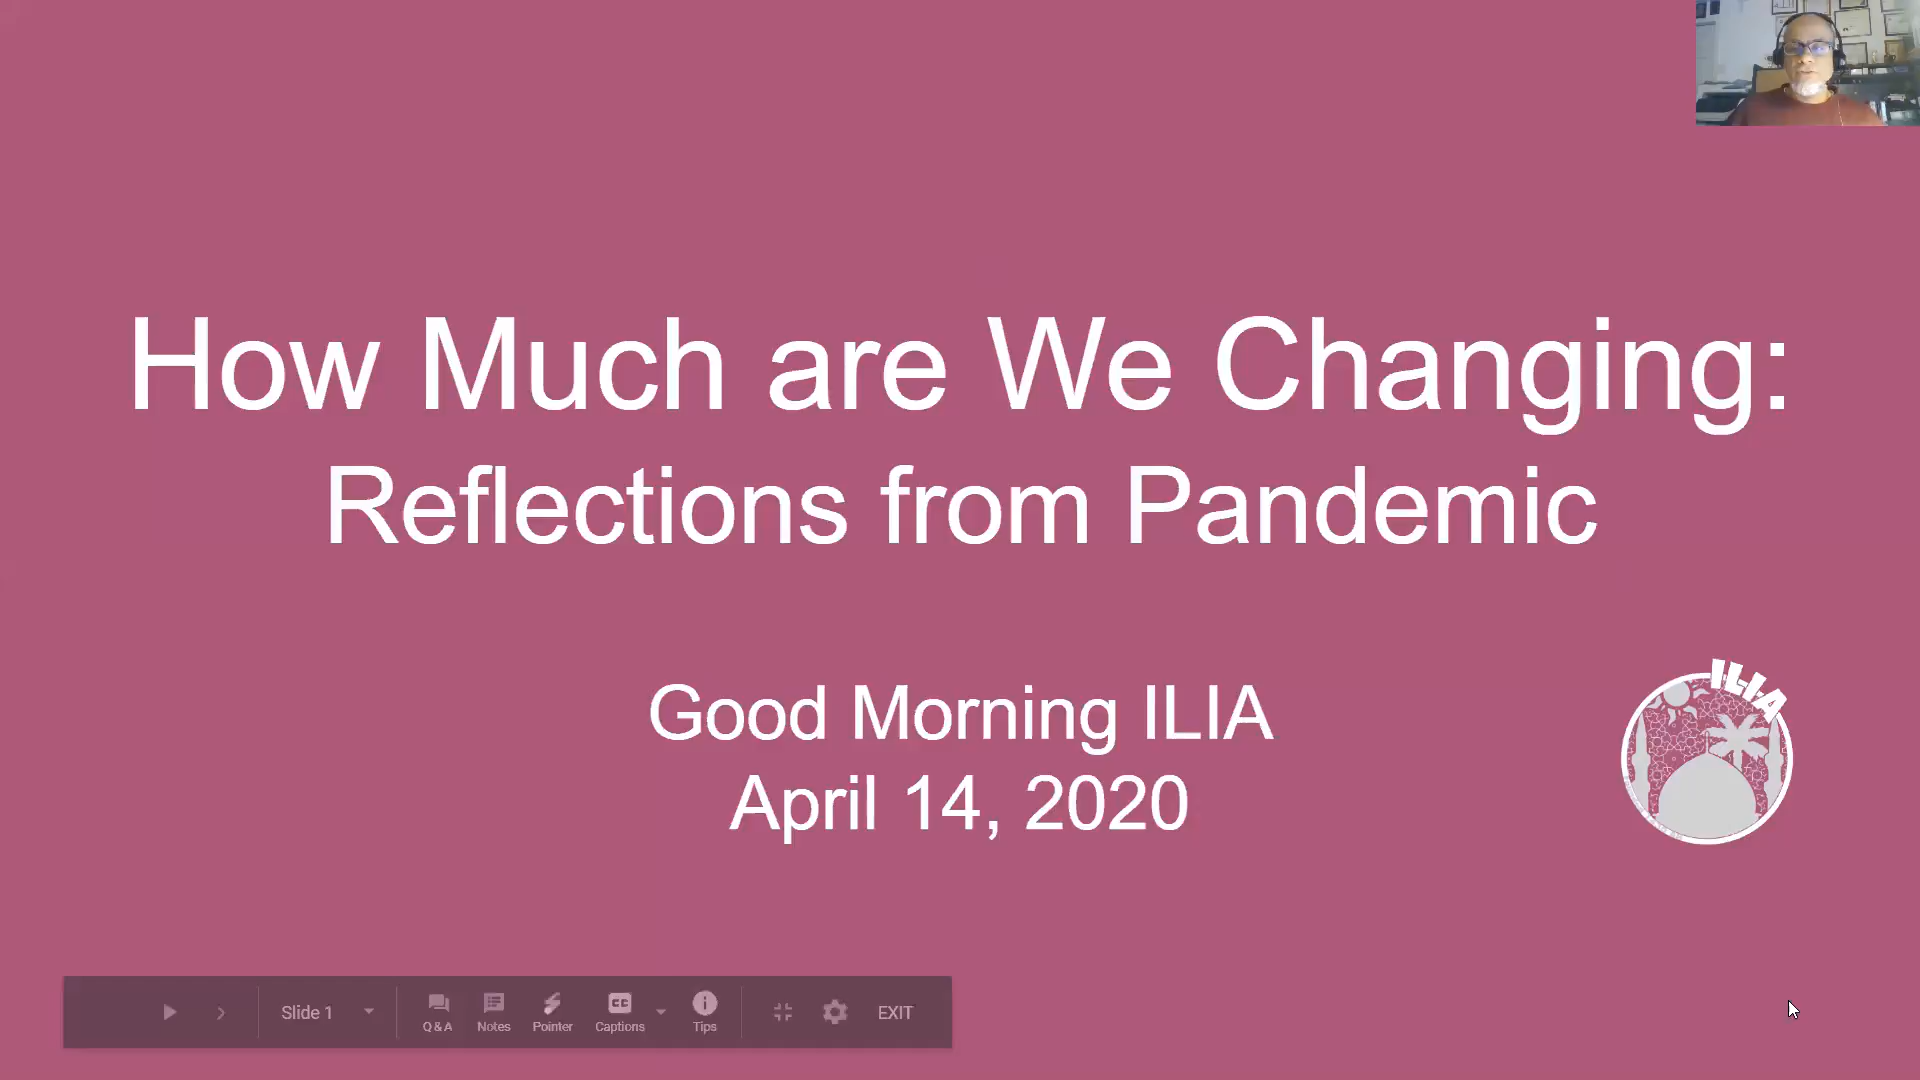 How Much are We Changing:
Reflections from Pandemic
Good Morning ILIA
April 14, 2020
ILIA
Slide 1
Q&A
Notes
CC
Pointer
Captions
Tips
EXIT